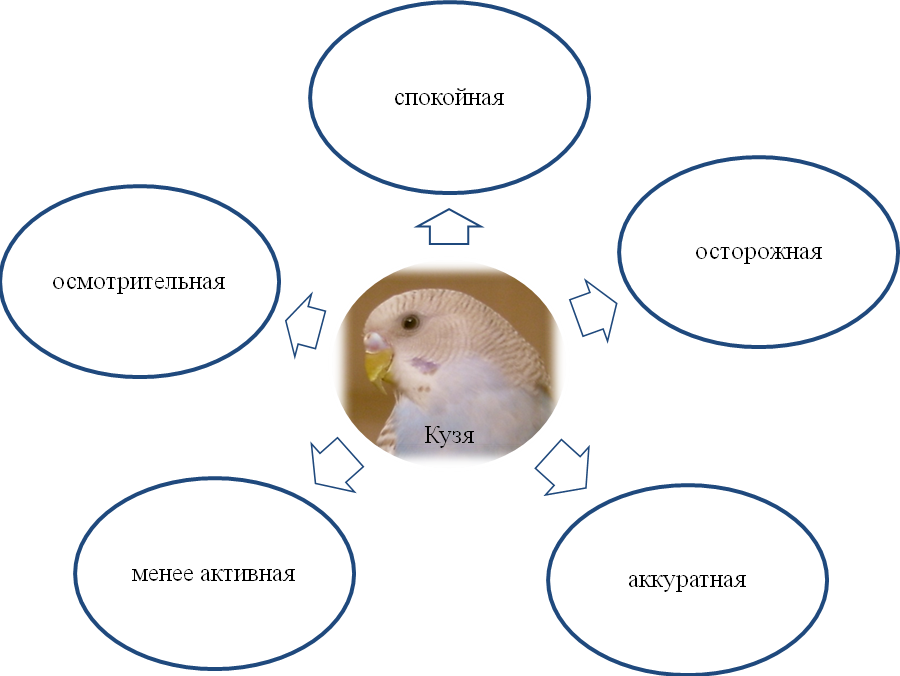 спокойная
осторожная
осмотрительная
Кузя
менее активная
аккуратная